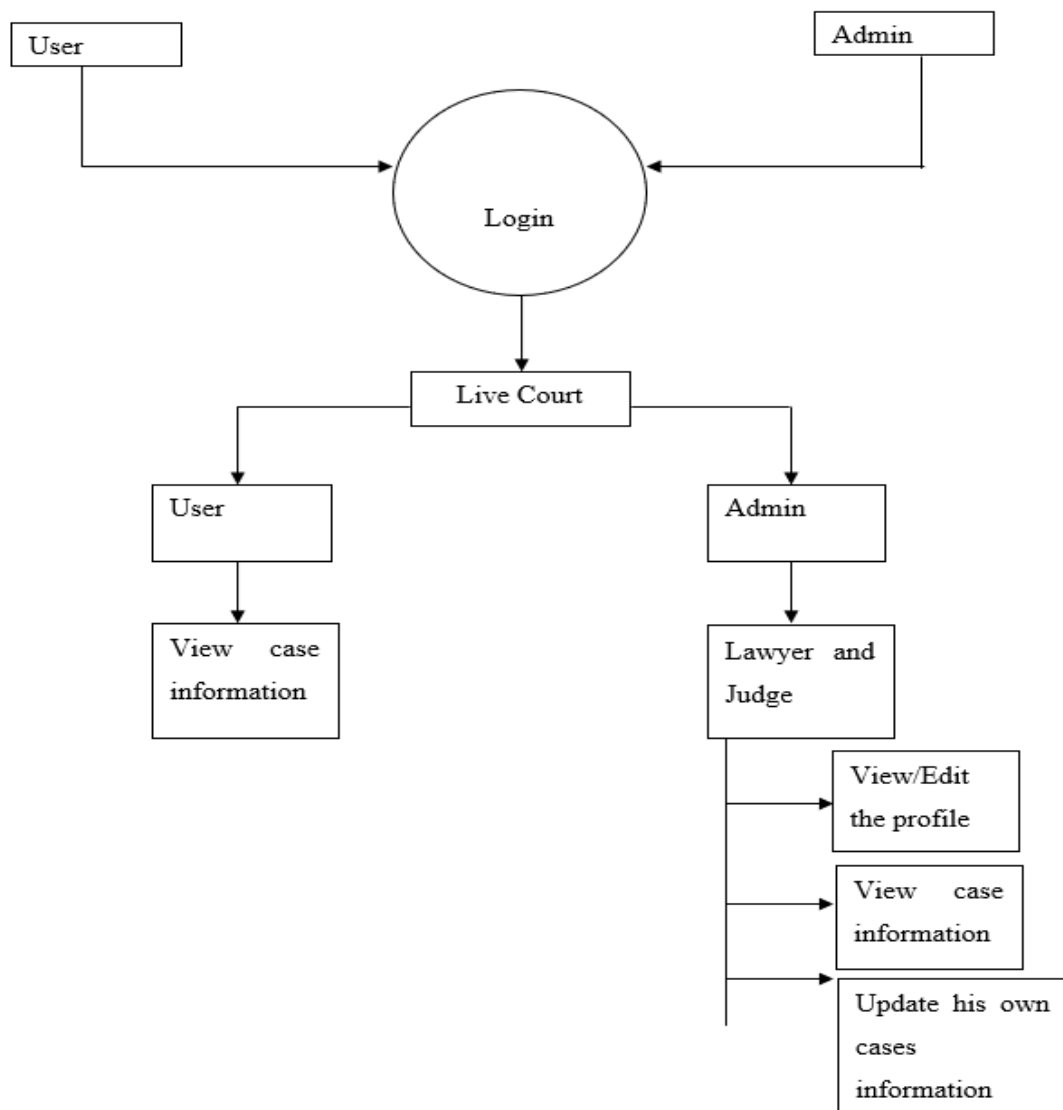 User
Admin
Login
Live Court
User
Admin
View case
information
Lawyer and
Judge
View/Edit
the profile
View case
information
Update his own
cases
information